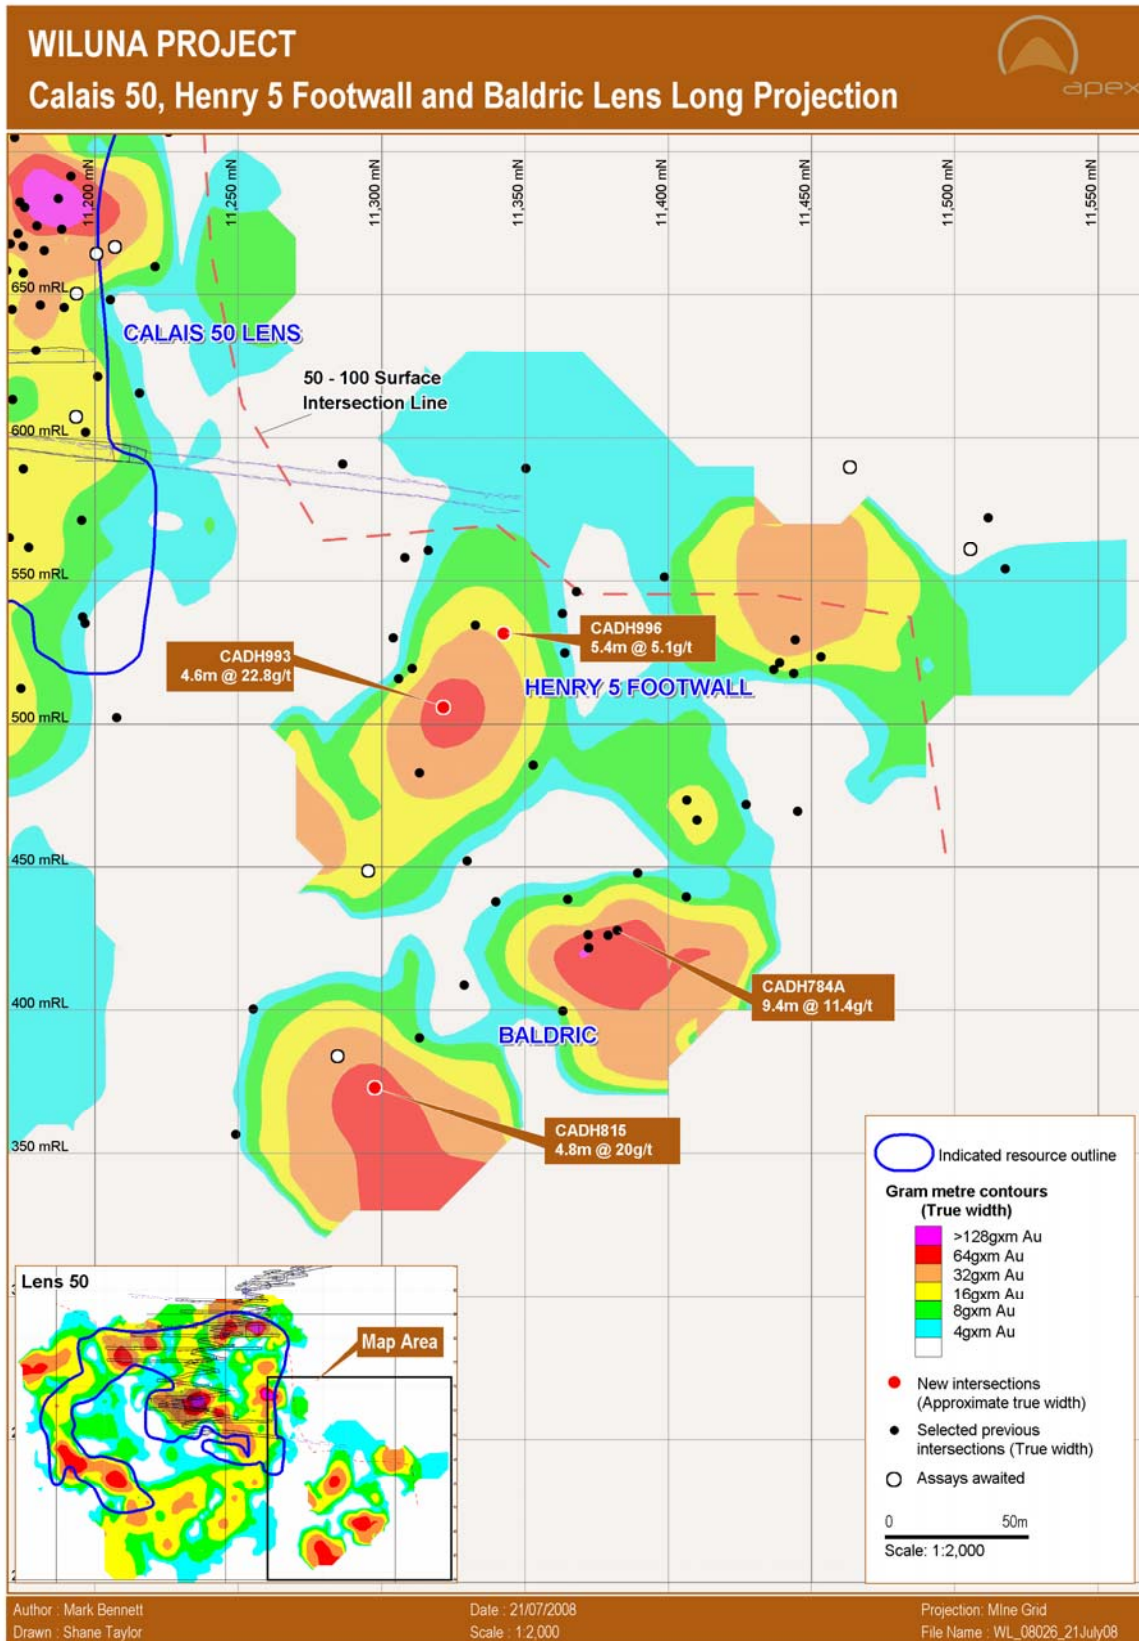 WILUNA PROJECT
Calais 50, Henry 5 Footwall and Baldric Lens Long Projection
apex
11,200 mN
11,250 mN
11,300 mN
11,350 mN
11,400 mN
11,450 mN
11,500 mN
11,550 mN
650 mRL
CALAIS 50 LENS
50 - 100 Surface
Intersection Line
600 mRL
550 mRL
CADH996
5.4m @ 5.1g/t
CADH993
4.6m @ 22.8g/t
HENRY 5 FOOTWALL
500 mRL
450 mRL
CADH784A
9.4m @ 11.4g/t
400 mRL
BALDRIC
CADH815
4.8m @ 20g/t
350 mRL
Indicated resource outline
Gram metre contours
(True width)
>128gxm Au
64gxm Au
32gxm Au
16gxm Au
8gxm Au
4gxm Au
New intersections
(Approximate true width)
Selected previous
intersections (True width)
Assays awaited
0 50m
Scale: 1:2,000
Lens 50
Map Area
Author : Mark Bennett
Drawn : Shane Taylor
Date : 21/07/2008
Scale : 1:2,000
Projection: MIne Grid
File Name : WL_08026_21July08